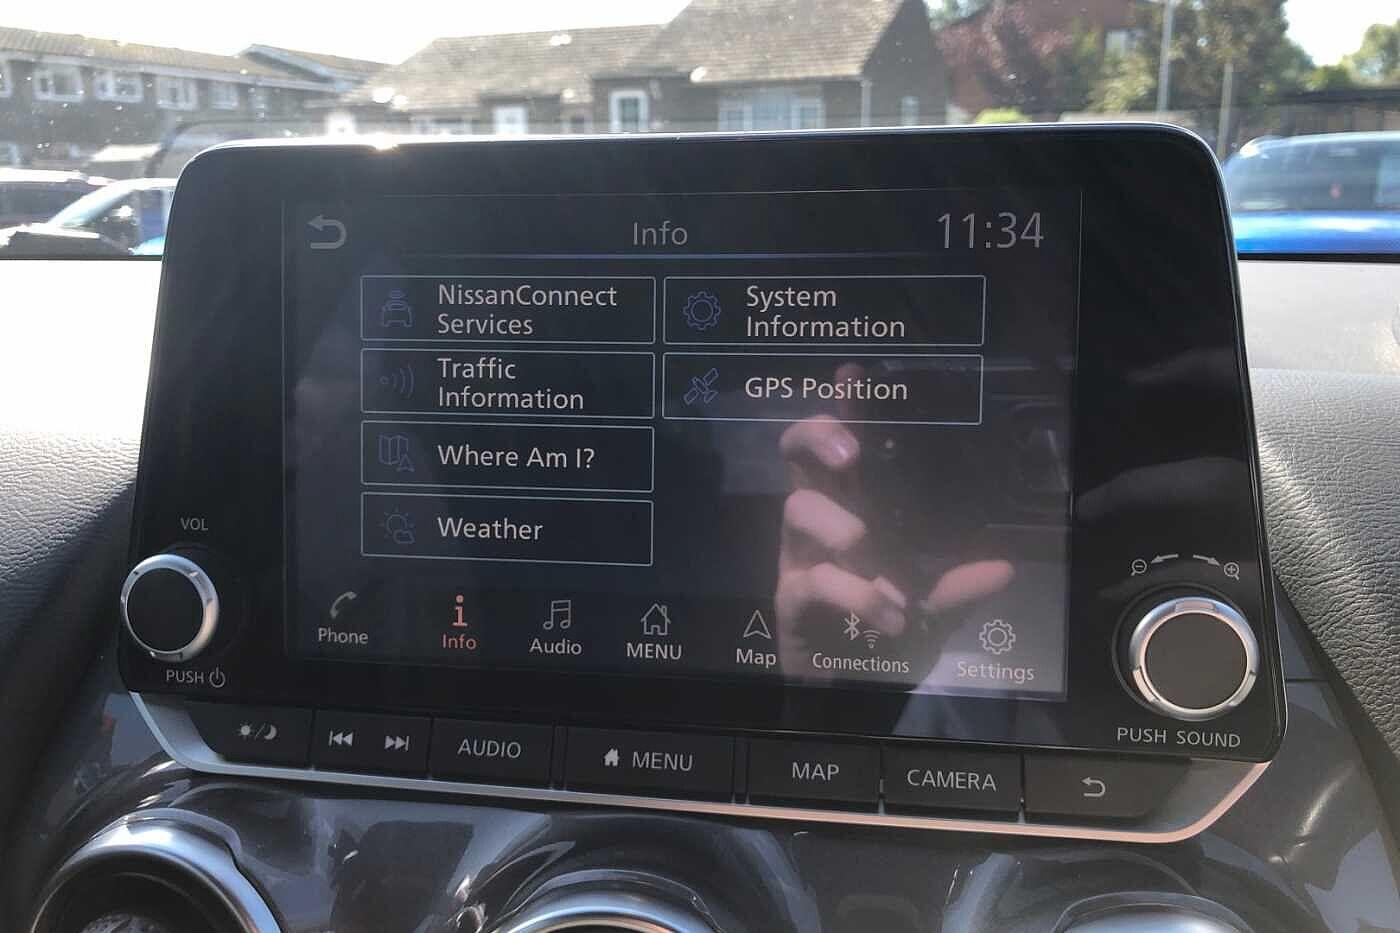 Info
11:34
NissanConnect
Services
System
Information
Traffic
Information
GPS Position
Where Am I?
Weather
Phone
Info
Audio
MENU
Map
Connections
Settings
VOL
PUSH
PUSH SOUND
AUDIO
MENU
MAP
CAMERA